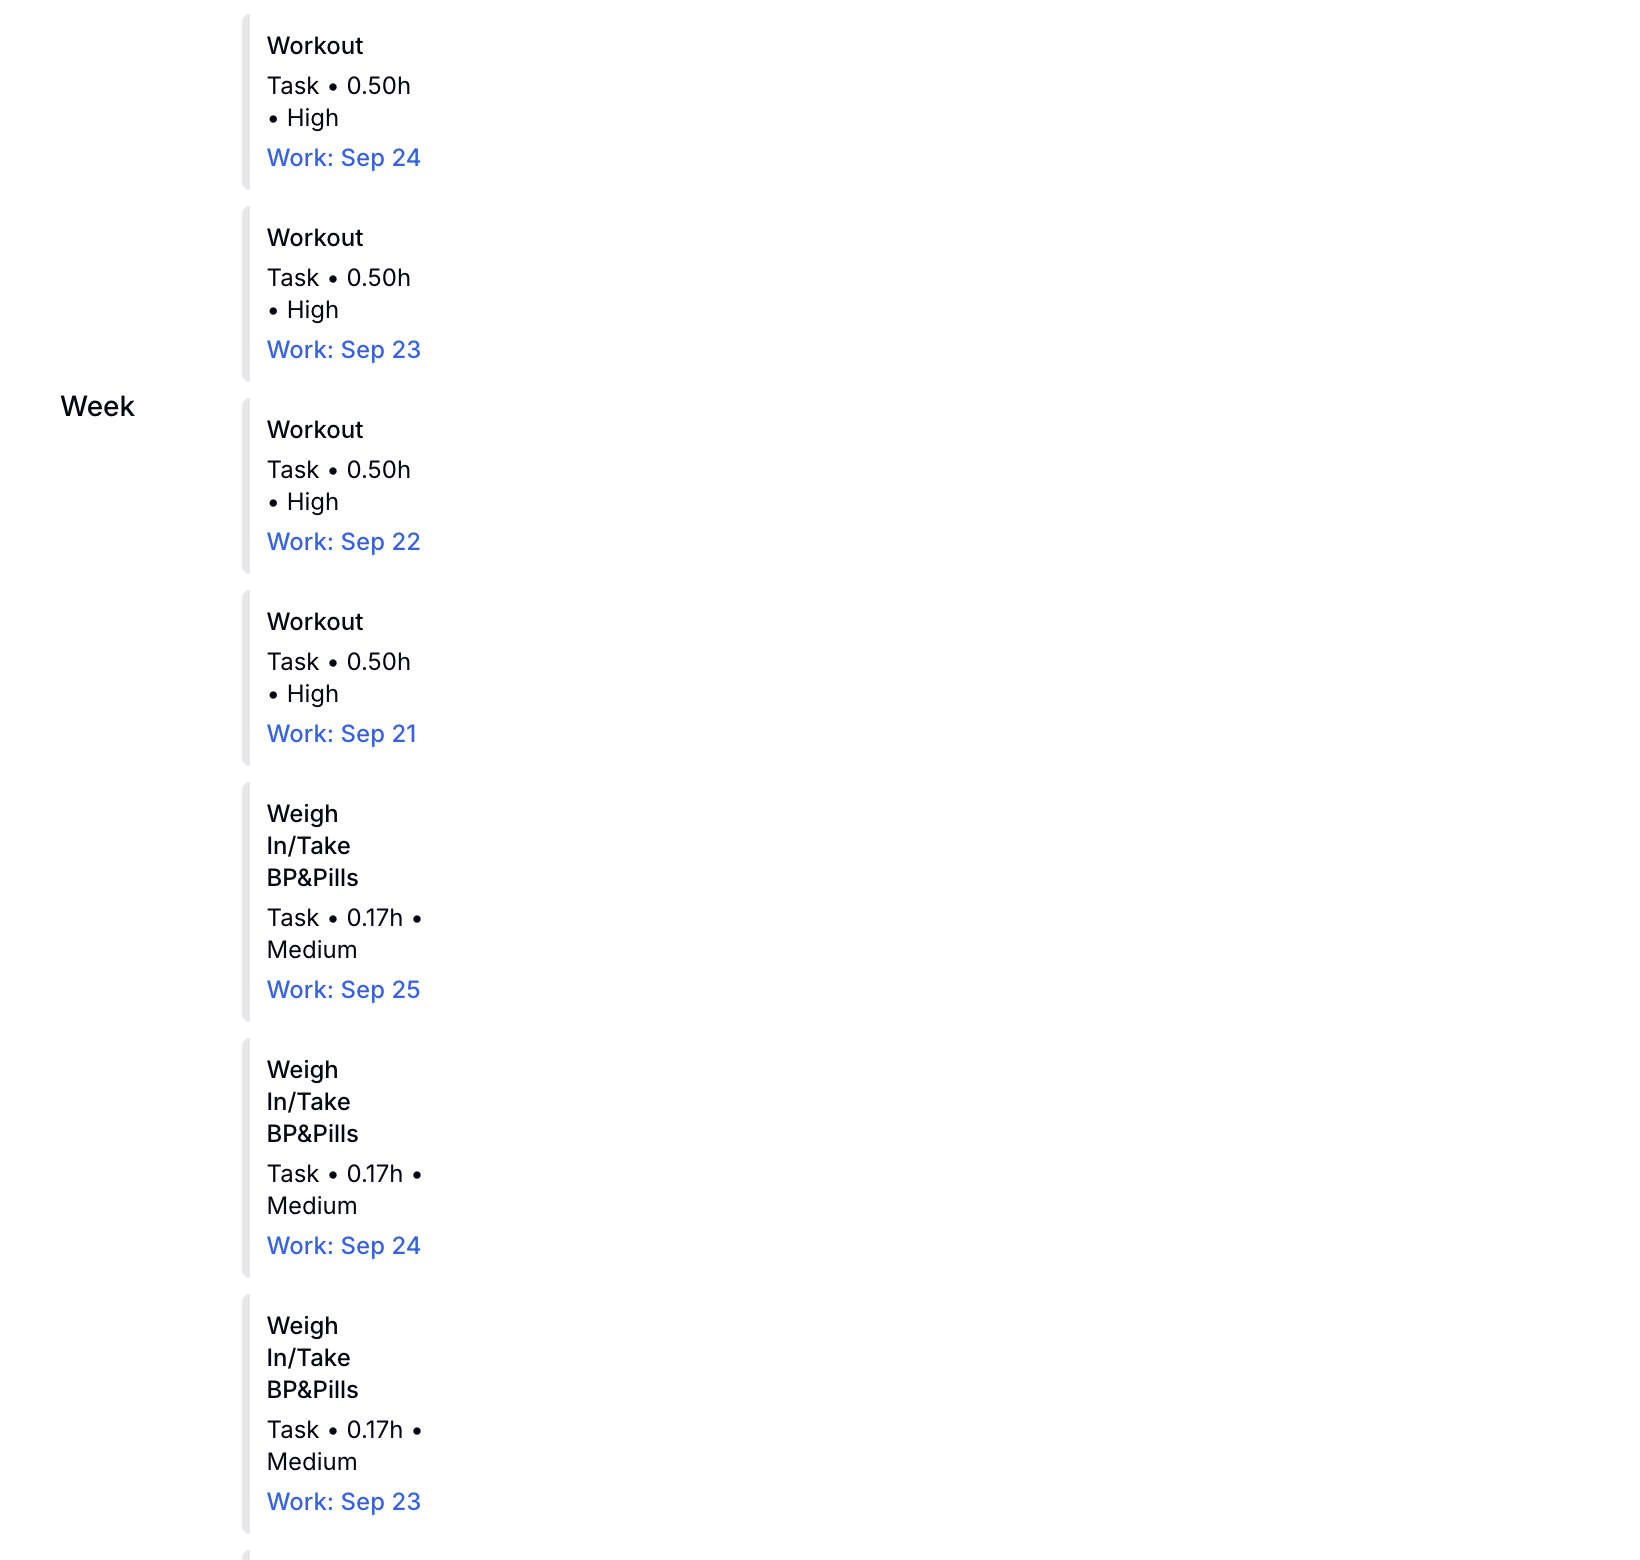 Workout
Task • 0.50h
• High
Work: Sep 24
Workout
Task • 0.50h
• High
Work: Sep 23
Week
Workout
Task • 0.50h
• High
Work: Sep 22
Workout
Task • 0.50h
• High
Work: Sep 21
Weigh
In/Take
BP&Pills
Task • 0.17h •
Medium
Work: Sep 25
Weigh
In/Take
BP&Pills
Task • 0.17h •
Medium
Work: Sep 24
Weigh
In/Take
BP&Pills
Task • 0.17h •
Medium
Work: Sep 23